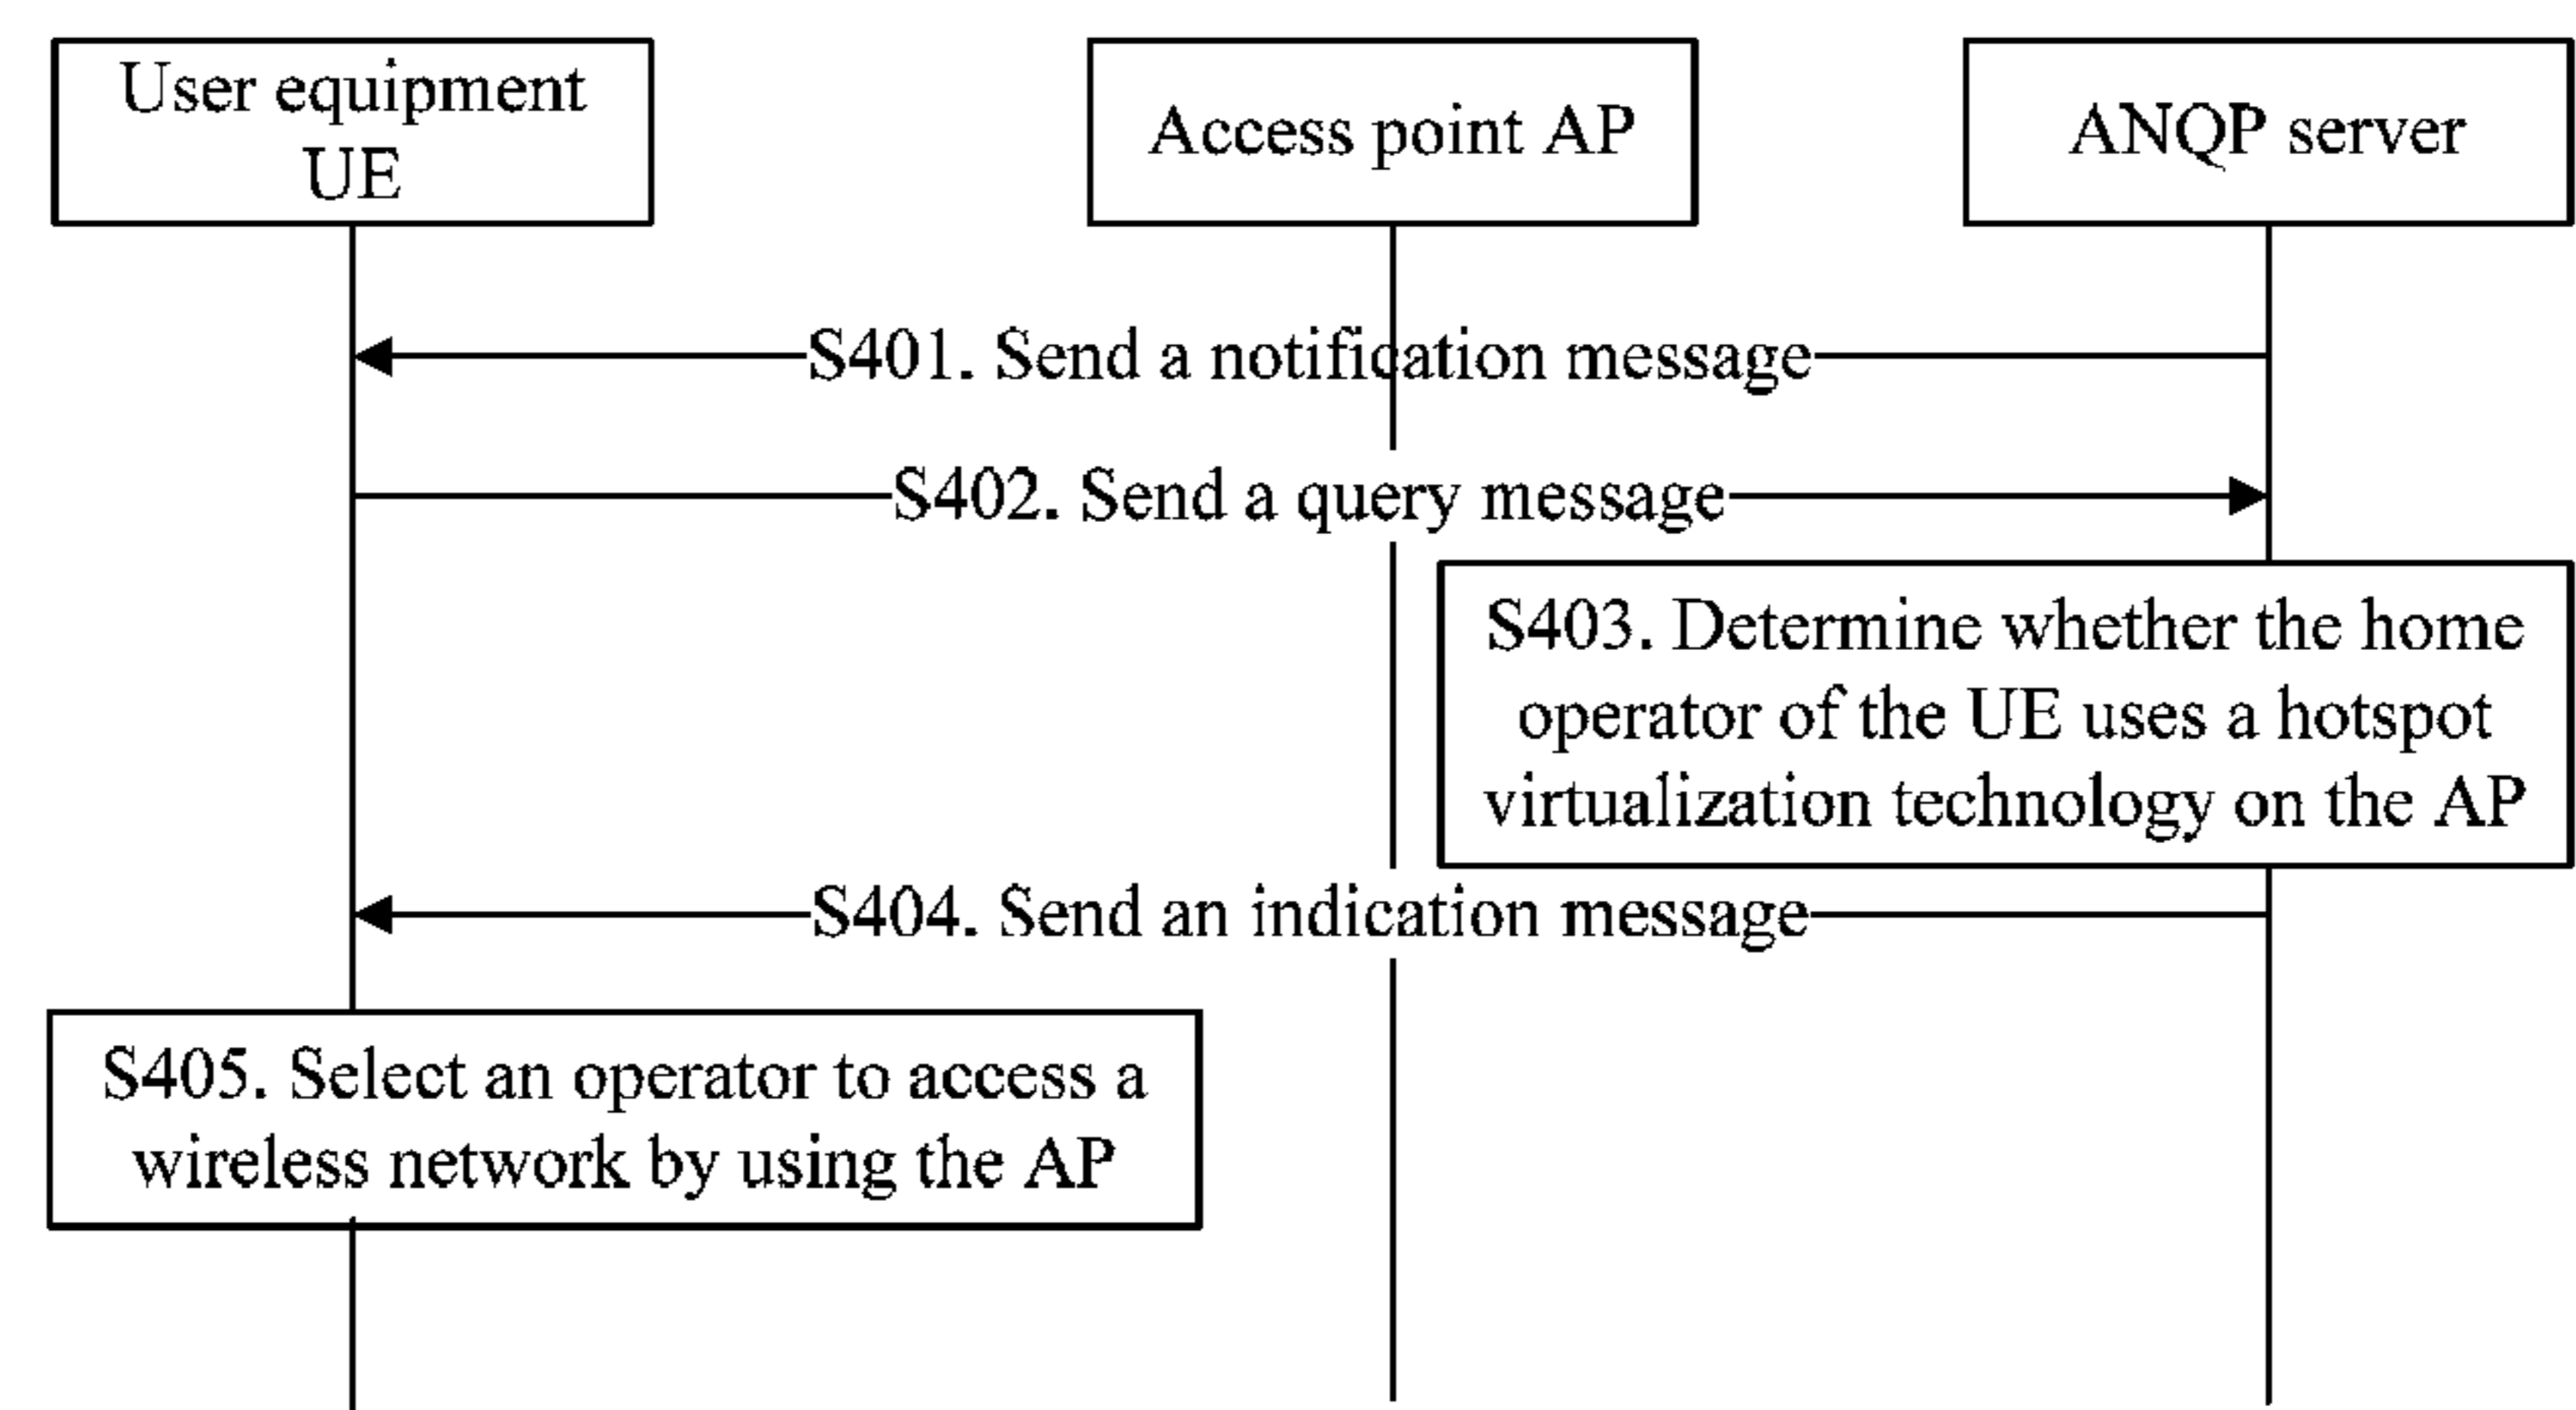 User equipment
UE
Access point AP
ANQP server
S401. Send a notification message
S402. Send a query message
S403. Determine whether the home
operator of the UE uses a hotspot
virtualization technology on the AP
S404. Send an indication message
S405. Select an operator to access a
wireless network by using the AP